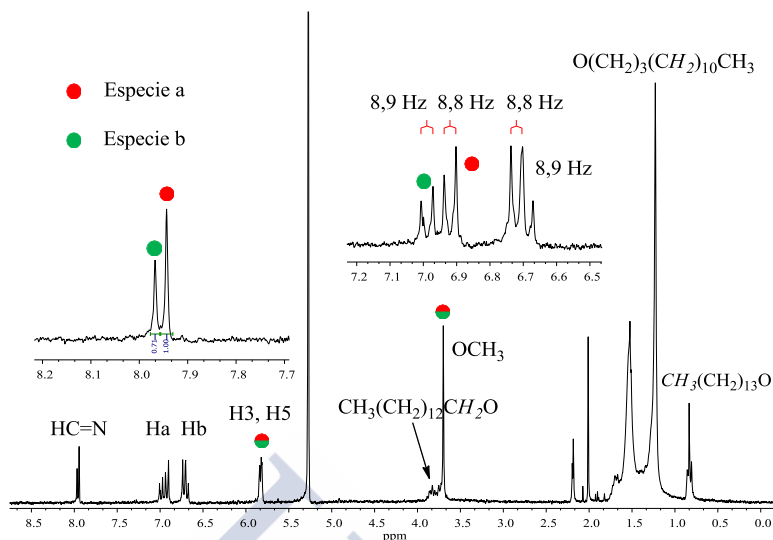 O(CH2)3(CH2)10CH3
Especie a
Especie b
8,9 Hz 8,8 Hz 8,8 Hz
8,9 Hz
7.2 7.1 7.0 6.9 6.8 6.7 6.6 6.5
0.71 1.00
8.2 8.1 8.0 7.9 7.8 7.7
OCH3
CH3(CH2)13O
CH3(CH2)12CH2O
HC=N Ha Hb H3, H5
8.5 8.0 7.5 7.0 6.5 6.0 5.5 5.0 4.5 4.0 3.5 3.0 2.5 2.0 1.5 1.0 0.5 0.0
ppm